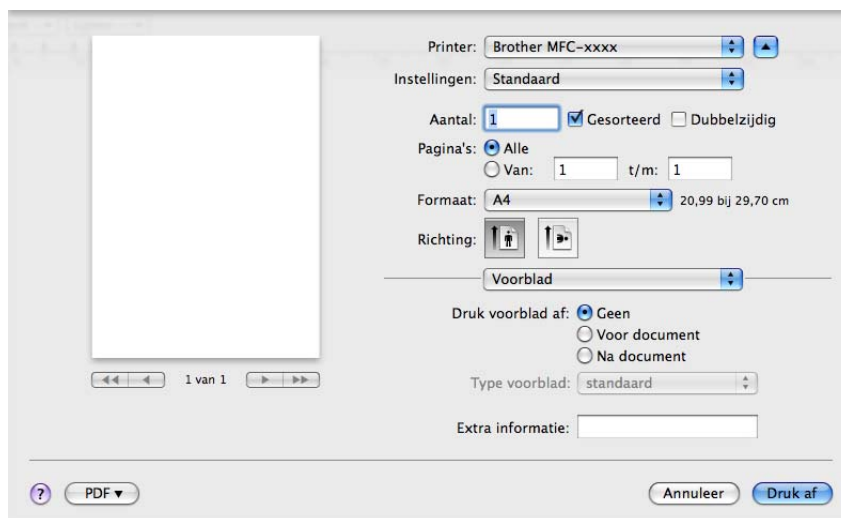 Printer: Brother MFC-xxxx
Instellingen: Standaard
Aantal: 1 Gesorteerd Dubbelzijdig
Pagina's: Alle
Van: 1 t/m: 1
Formaat: A4 20,99 bij 29,70 cm
Richting:
Voorblad
Druk voorblad af: Geen
Voor document
Na document
1 van 1
Type voorblad: standaard
Extra informatie:
? PDF Annuleer Druk af